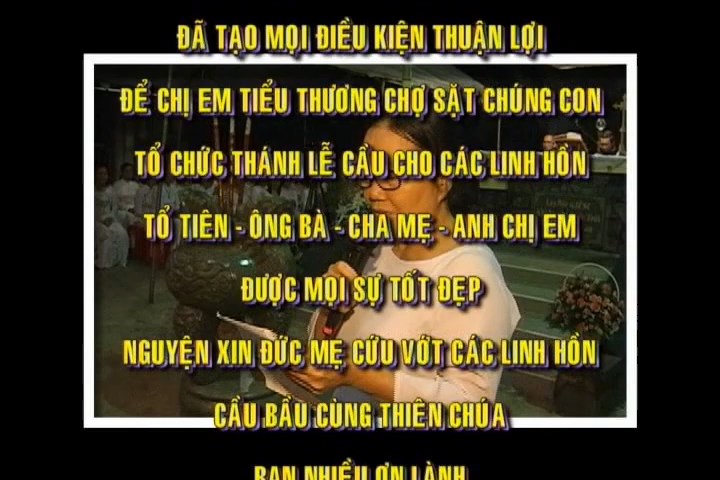 ĐÃ TẠO MỌI ĐIỀU KIỆN THUẬN LỢI
ĐỂ CHỊ EM TIỂU THƯƠNG CHỢ SẶT CHÚNG CON
TỔ CHỨC THÁNH LỄ CẦU CHO CÁC LINH HỒN
TỔ TIÊN - ÔNG BÀ - CHA MẸ - ANH CHỊ EM
ĐƯỢC MỌI SỰ TỐT ĐẸP
NGUYỆN XIN ĐỨC MẸ CỨU VỚT CÁC LINH HỒN
CẦU BẦU CÙNG THIÊN CHÚA
BAN NHIỀU ƠN LÀNH